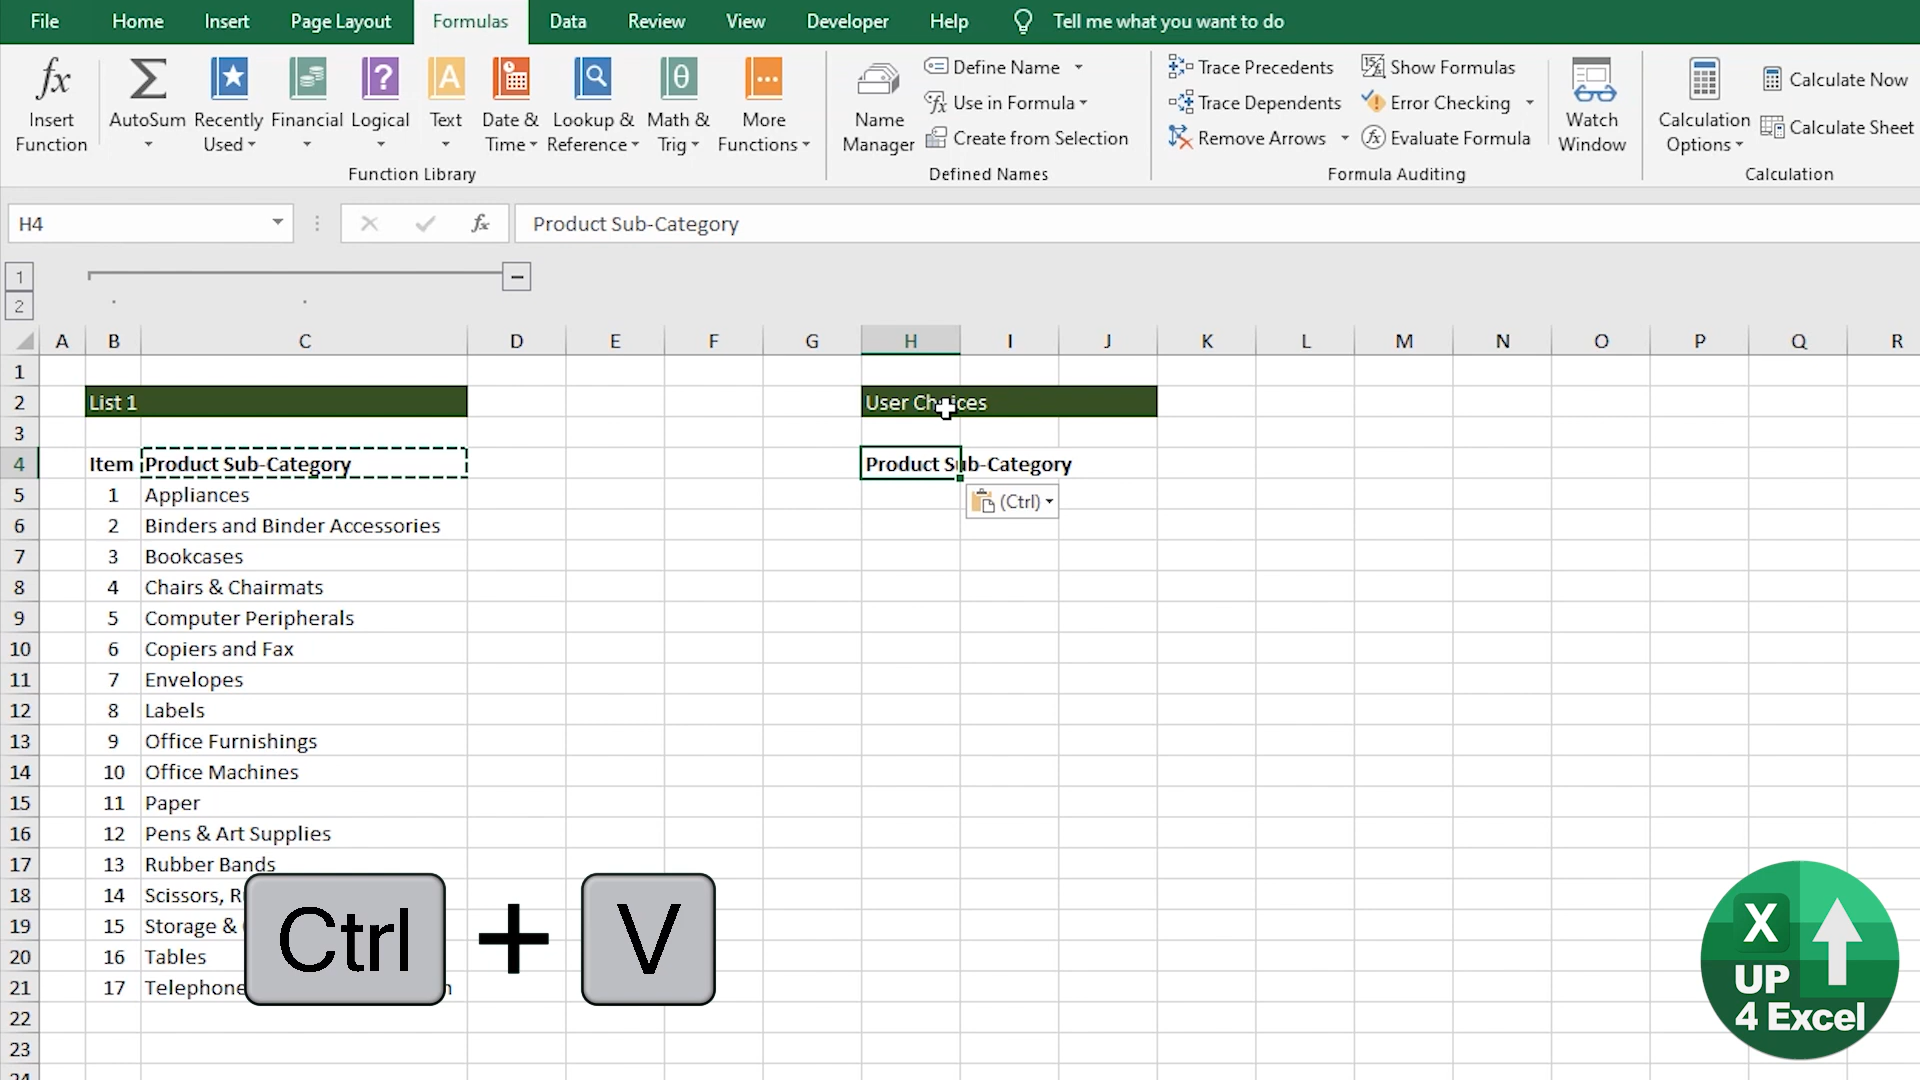 File Home Insert Page Layout Formulas Data Review View Developer Help Tell me what you want to do
Insert Function
AutoSum
Recently Used
Financial
Logical
Text
Date & Time
Lookup & Reference
Math & Trig
More Functions
Function Library
Name Manager
Define Name
Use in Formula
Create from Selection
Defined Names
Trace Precedents
Trace Dependents
Remove Arrows
Show Formulas
Error Checking
Evaluate Formula
Formula Auditing
Watch Window
Calculation Options
Calculate Now
Calculate Sheet
Calculation
H4 fx Product Sub-Category
1
2
A B C D E F G H I J K L M N O P Q R
1
2 List 1 User Choices
3
4 Item Product Sub-Category Product Sub-Category
5 1 Appliances (Ctrl)
6 2 Binders and Binder Accessories
7 3 Bookcases
8 4 Chairs & Chairmats
9 5 Computer Peripherals
10 6 Copiers and Fax
11 7 Envelopes
12 8 Labels
13 9 Office Furnishings
14 10 Office Machines
15 11 Paper
16 12 Pens & Art Supplies
17 13 Rubber Bands
18 14 Scissors,
19 15 Storage &
20 16 Tables
21 17 Telephone
22
23
Ctrl + V
X UP 4 Excel